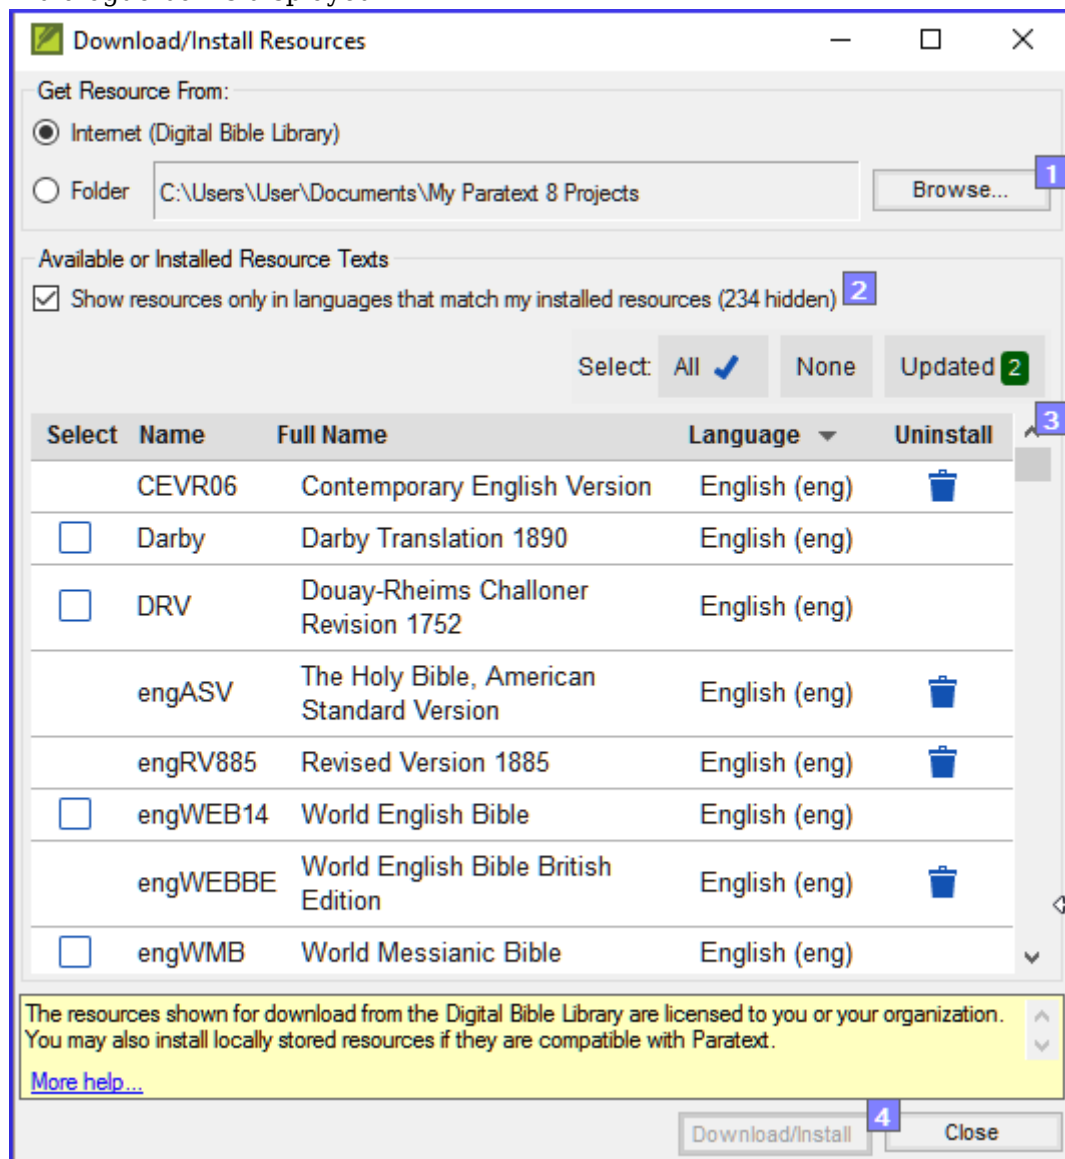 Download/Install Resources
Get Resource From:
Internet (Digital Bible Library)
1
Folder C:\Users\User\Documents\My Paratext 8 Projects Browse...
Available or Installed Resource Texts
Show resources only in languages that match my installed resources (234 hidden) 2
Select: All None Updated 2
3
Select Name Full Name Language Uninstall
CEVR06 Contemporary English Version English (eng)
Darby Darby Translation 1890 English (eng)
DRV Douay-Rheims Challoner Revision 1752 English (eng)
engASV The Holy Bible, American Standard Version English (eng)
engRV885 Revised Version 1885 English (eng)
engWEB14 World English Bible English (eng)
engWEBBE World English Bible British Edition English (eng)
engWMB World Messianic Bible English (eng)
The resources shown for download from the Digital Bible Library are licensed to you or your organization.
You may also install locally stored resources if they are compatible with Paratext.
More help...
Download/Install 4 Close